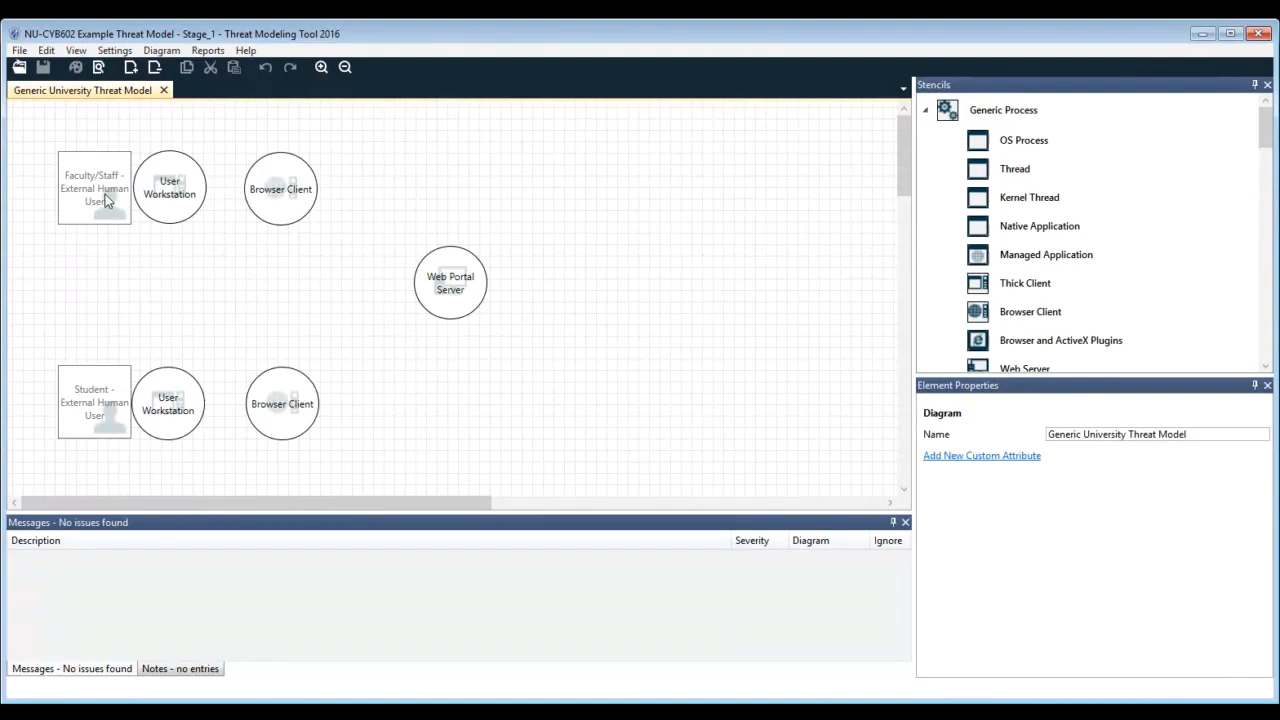 NU-CYB602 Example Threat Model - Stage_1 - Threat Modeling Tool 2016
File Edit View Settings Diagram Reports Help
Generic University Threat Model
Faculty/Staff -
External Human
User
User
Workstation
Browser Client
Web Portal
Server
Student -
External Human
User
User
Workstation
Browser Client
Stencils
Generic Process
OS Process
Thread
Kernel Thread
Native Application
Managed Application
Thick Client
Browser Client
Browser and ActiveX Plugins
Web Server
Element Properties
Diagram
Name Generic University Threat Model
Add New Custom Attribute
Messages - No issues found
Description Severity Diagram Ignore
Messages - No issues found Notes - no entries